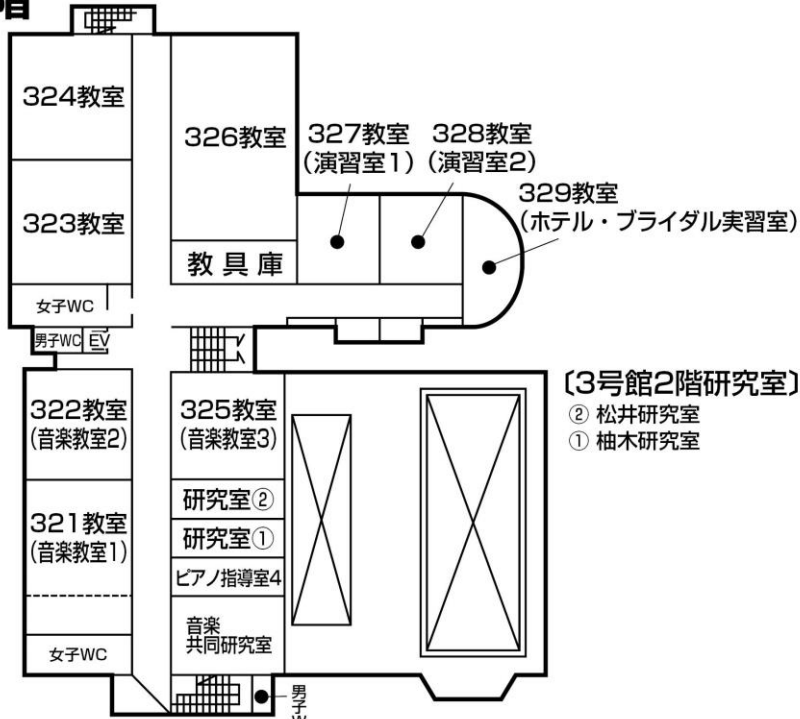 階
324教室
326教室
327教室
(演習室1)
328教室
(演習室2)
323教室
329教室
(ホテル・ブライダル実習室)
教具庫
女子WC
男子WC
EV
322教室
(音楽教室2)
325教室
(音楽教室3)
〔3号館2階研究室〕
② 松井研究室
① 柚木研究室
研究室②
321教室
(音楽教室1)
研究室①
ピアノ指導室4
音楽
共同研究室
女子WC
男子